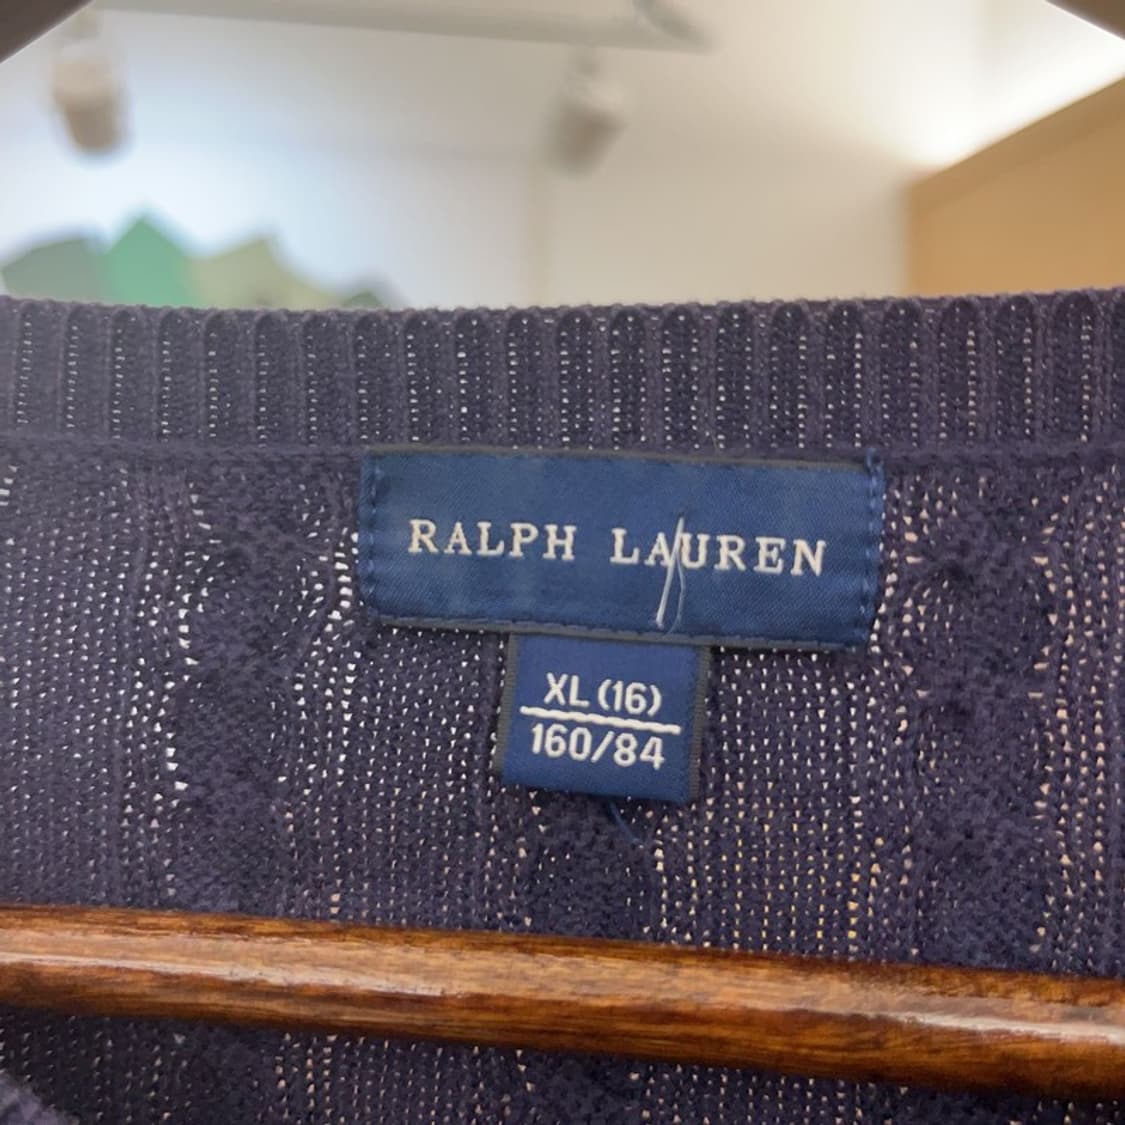 RALPH LAUREN
XL (16)
160/84